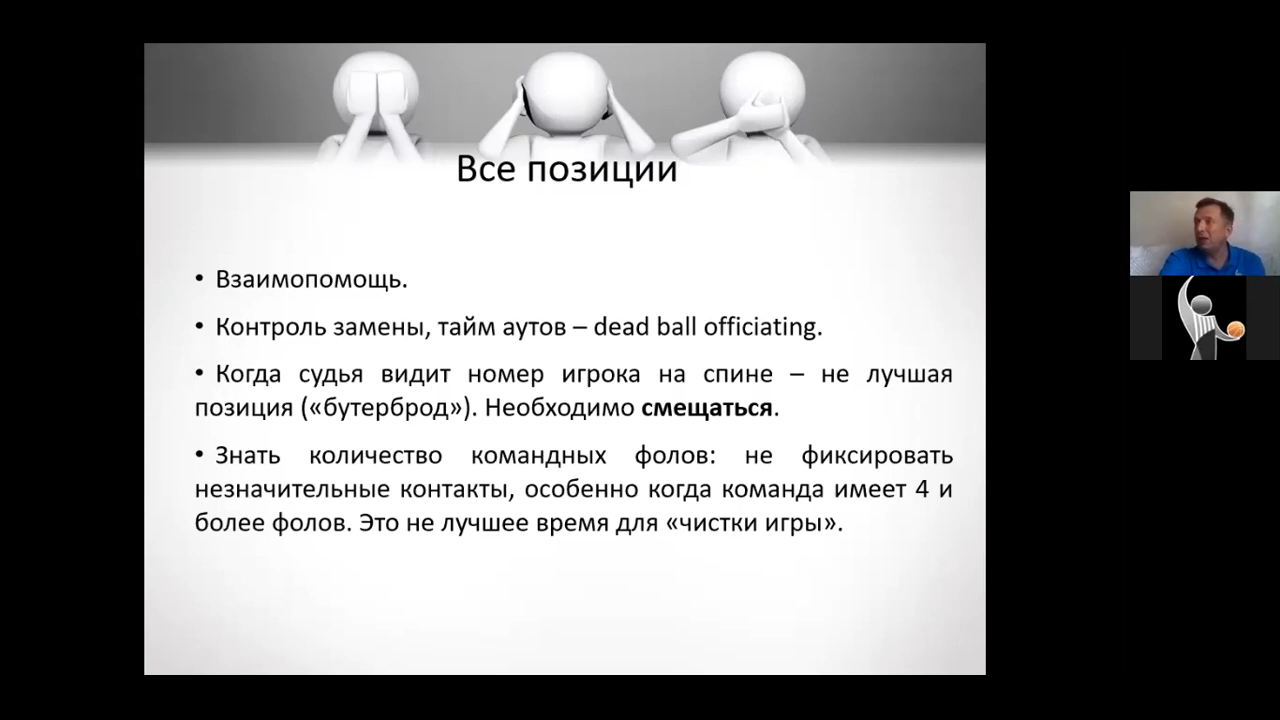 Все позиции
• Взаимопомощь.
• Контроль замены, тайм аутов – dead ball officiating.
• Когда судья видит номер игрока на спине – не лучшая
позиция («бутерброд»). Необходимо смещаться.
• Знать количество командных фолов: не фиксировать
незначительные контакты, особенно когда команда имеет 4 и
более фолов. Это не лучшее время для «чистки игры».